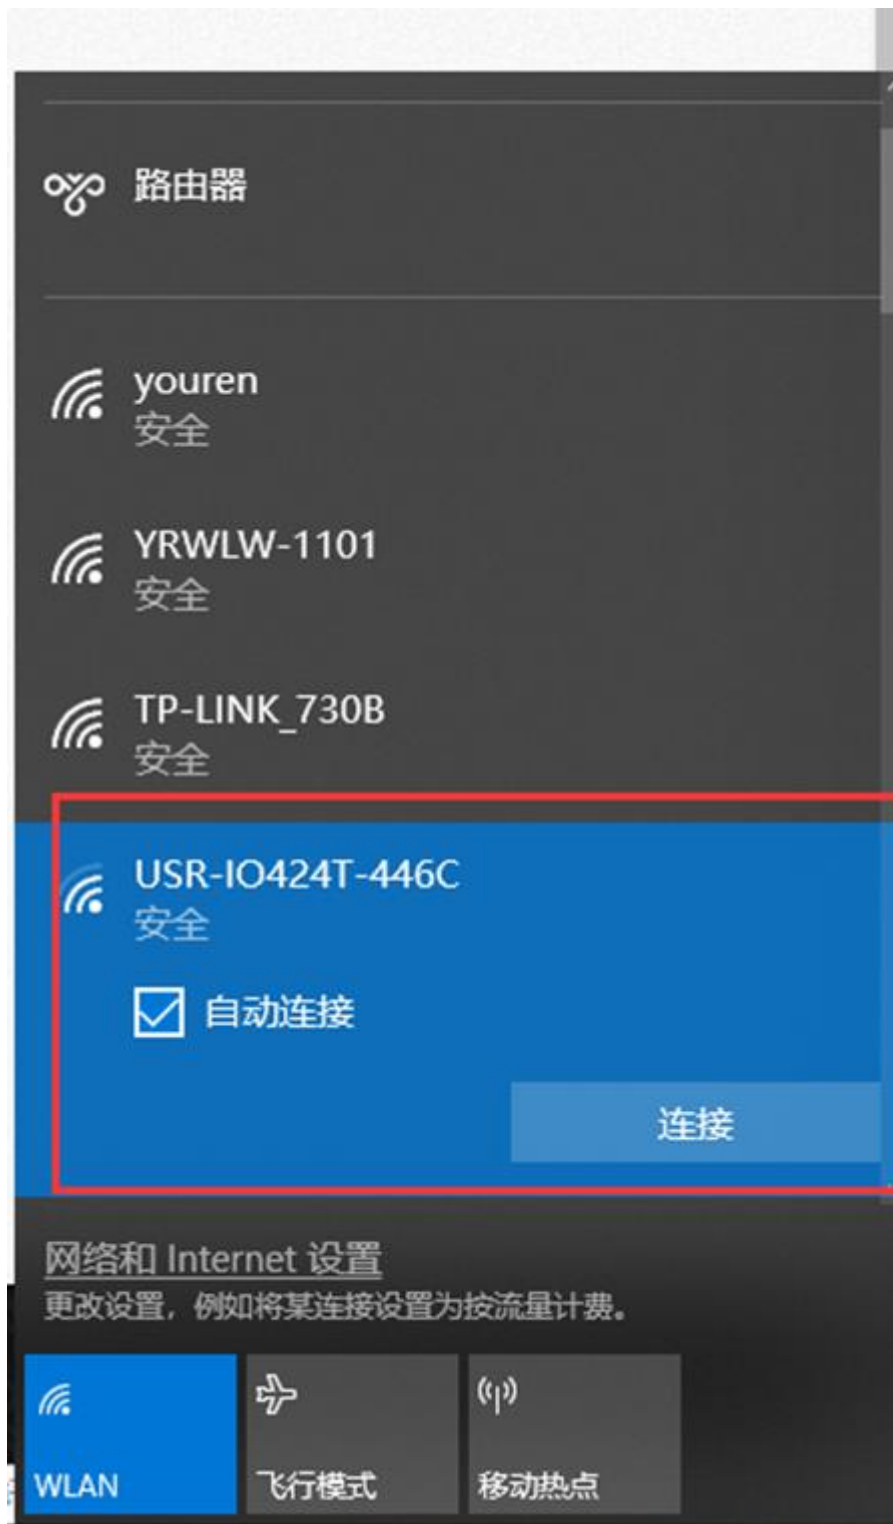 路由器
youren
安全
YRWLW-1101
安全
TP-LINK_730B
安全
USR-IO424T-446C
安全
自动连接
连接
网络和 Internet 设置
更改设置，例如将某连接设置为按流量计费。
WLAN
飞行模式
移动热点